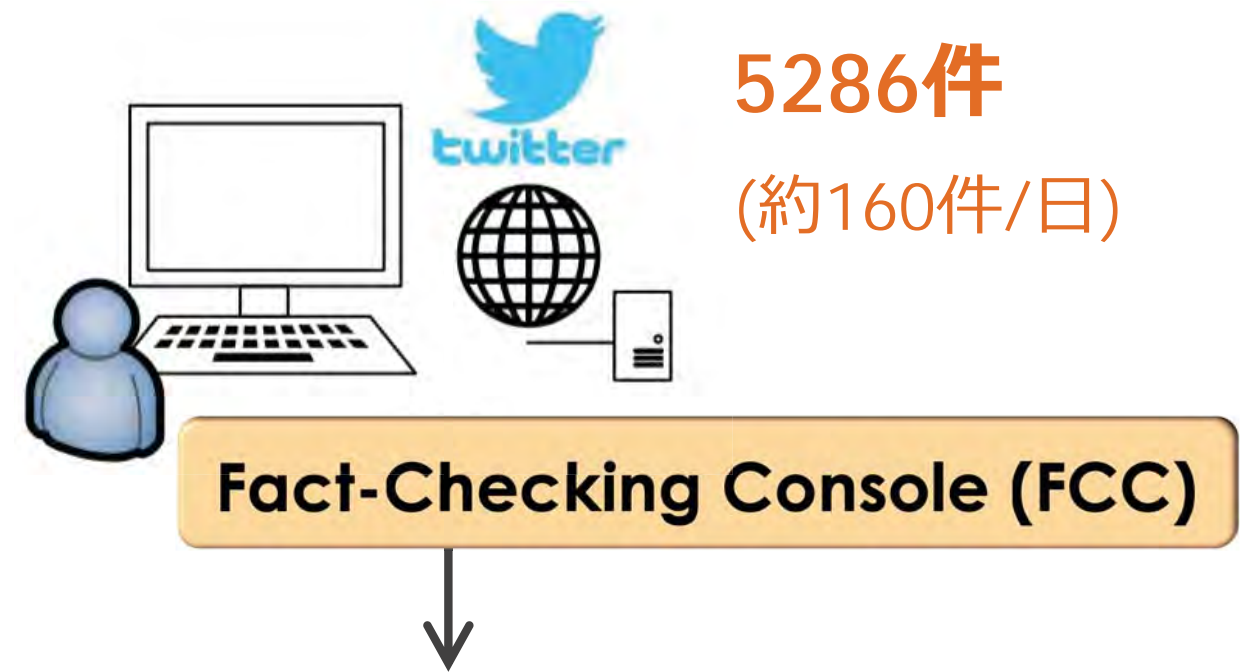 twitter
5286件
(約160件/日)
Fact-Checking Console (FCC)